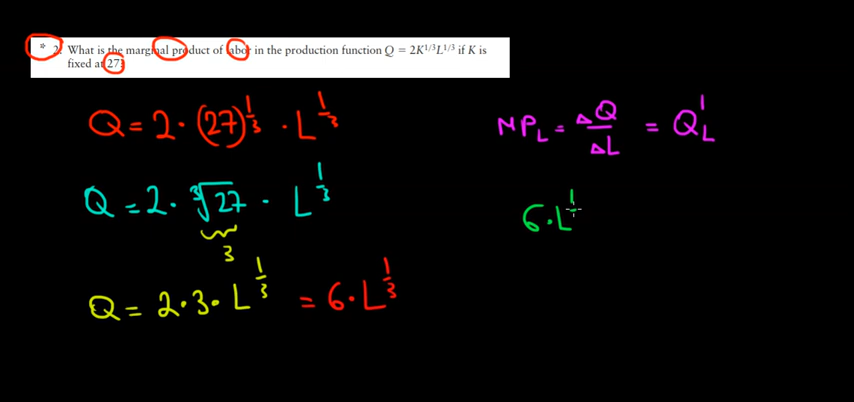 * 2. What is the marginal product of labor in the production function Q = 2K^1/3L^1/3 if K is
fixed at 27?
Q = 2 · (27)^1/3 · L^1/3
MP_L = ΔQ/ΔL = Q'_L
Q = 2 · ∛27 · L^1/3
3
6 · L^1
Q = 2 · 3 · L^1/3 = 6 · L^1/3